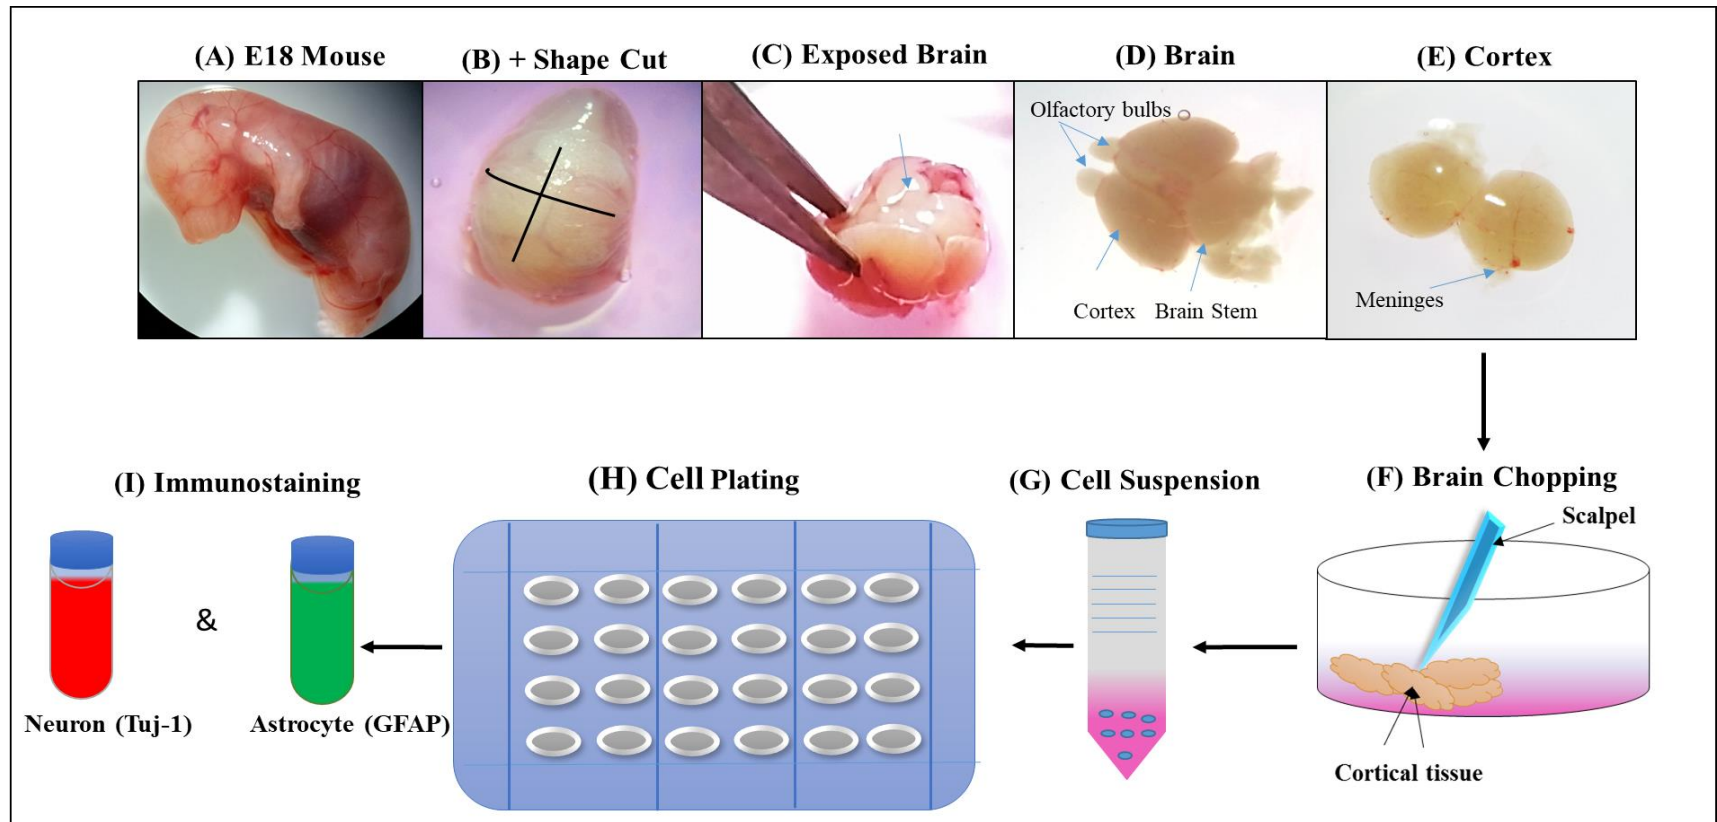 (A) E18 Mouse
(B) + Shape Cut
(C) Exposed Brain
(D) Brain
(E) Cortex
Olfactory bulbs
Cortex
Brain Stem
Meninges
(I) Immunostaining
(H) Cell Plating
(G) Cell Suspension
(F) Brain Chopping
Scalpel
&
Neuron (Tuj-1)
Astrocyte (GFAP)
Cortical tissue